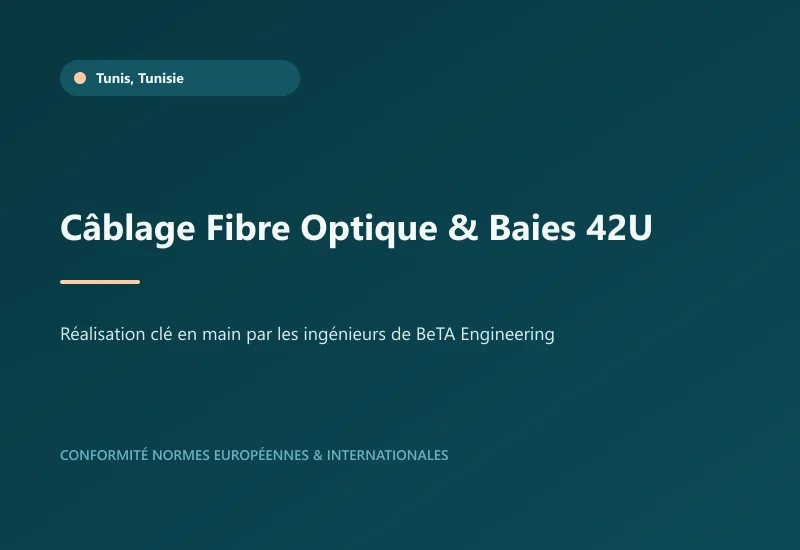 Tunis, Tunisie
Câblage Fibre Optique & Baies 42U
Réalisation clé en main par les ingénieurs de BeTA Engineering
CONFORMITÉ NORMES EUROPÉENNES & INTERNATIONALES